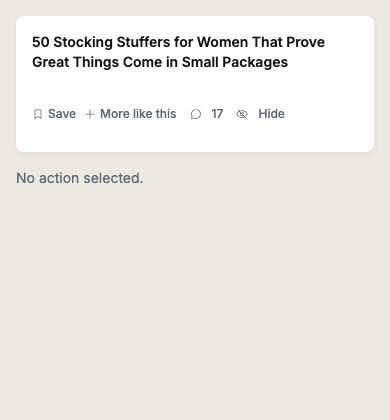 50 Stocking Stuffers for Women That Prove
Great Things Come in Small Packages
Save More like this 17 Hide
No action selected.